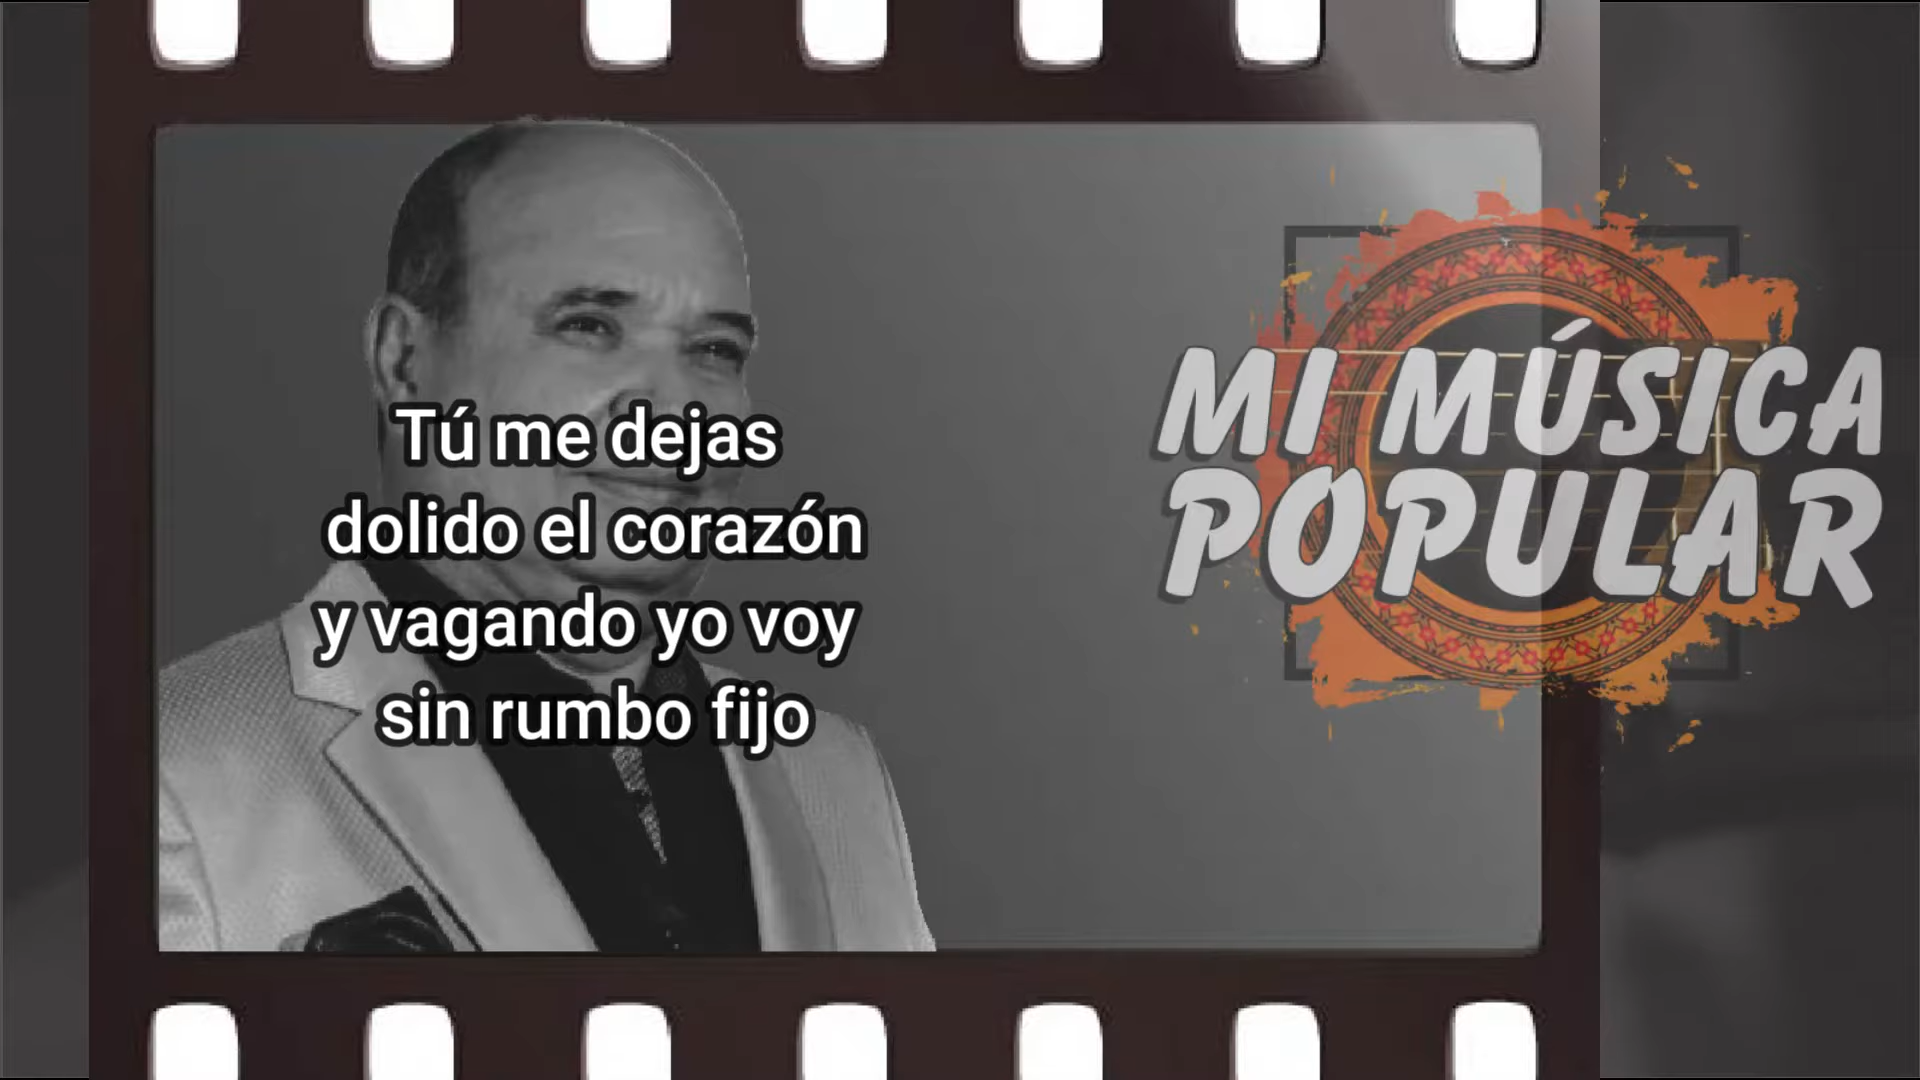 Tú me dejas
dolido el corazón
y vagando yo voy
sin rumbo fijo
MI MÚSICA
POPULAR